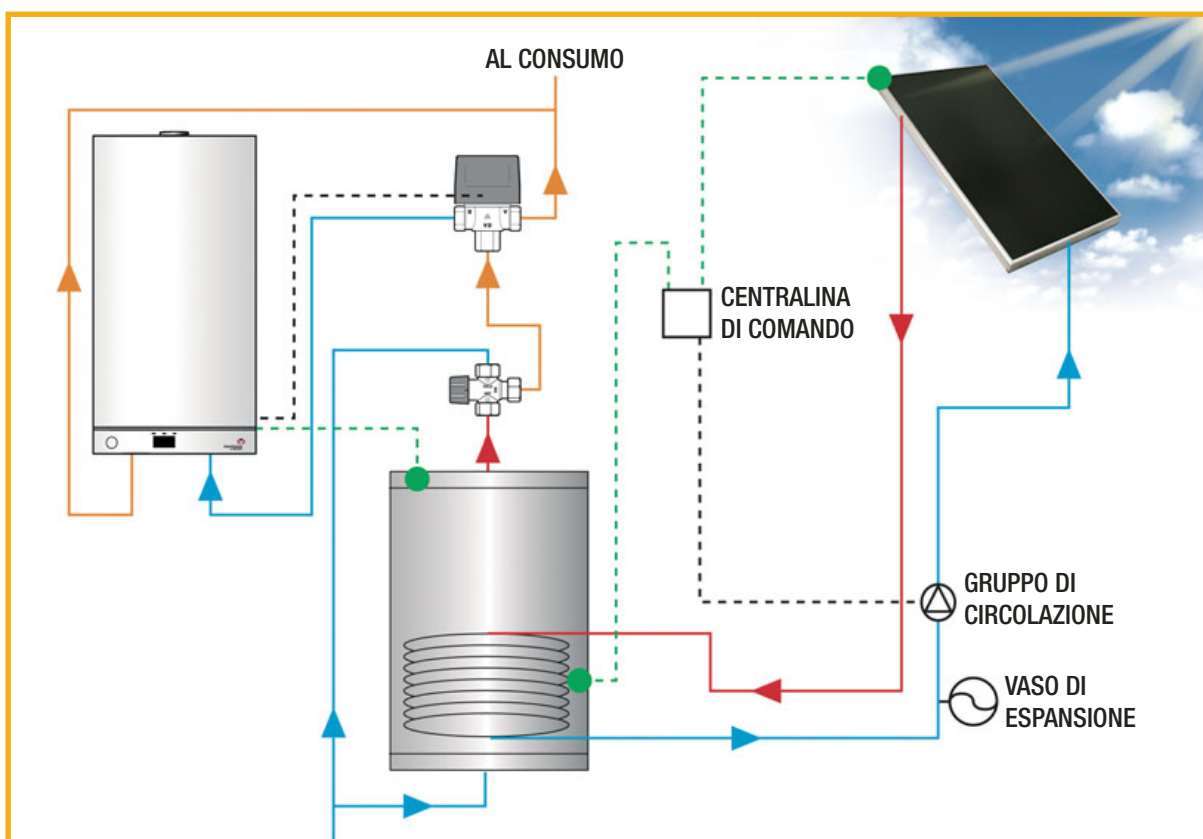 AL CONSUMO
CENTRALINA
DI COMANDO
GRUPPO DI
CIRCOLAZIONE
VASO DI
ESPANSIONE